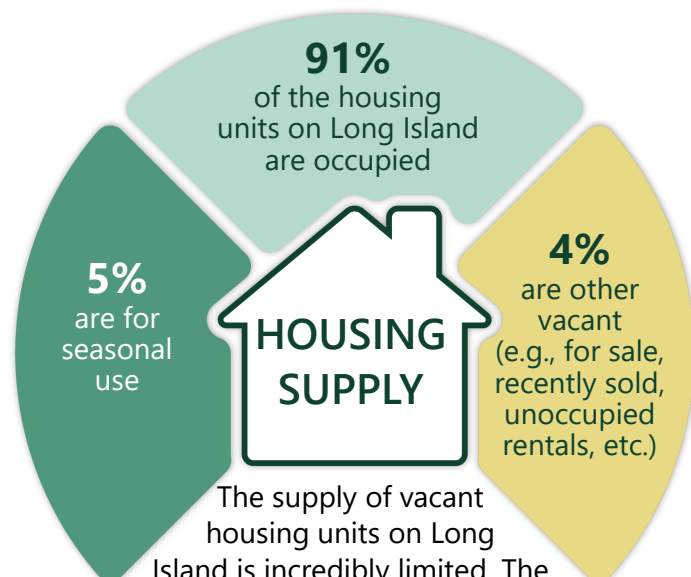 91%
of the housing
units on Long Island
are occupied
5%
are for
seasonal
use
HOUSING
SUPPLY
4%
are other
vacant
(e.g., for sale,
recently sold,
unoccupied
rentals, etc.)
The supply of vacant
housing units on Long
Island is incredibly limited. The